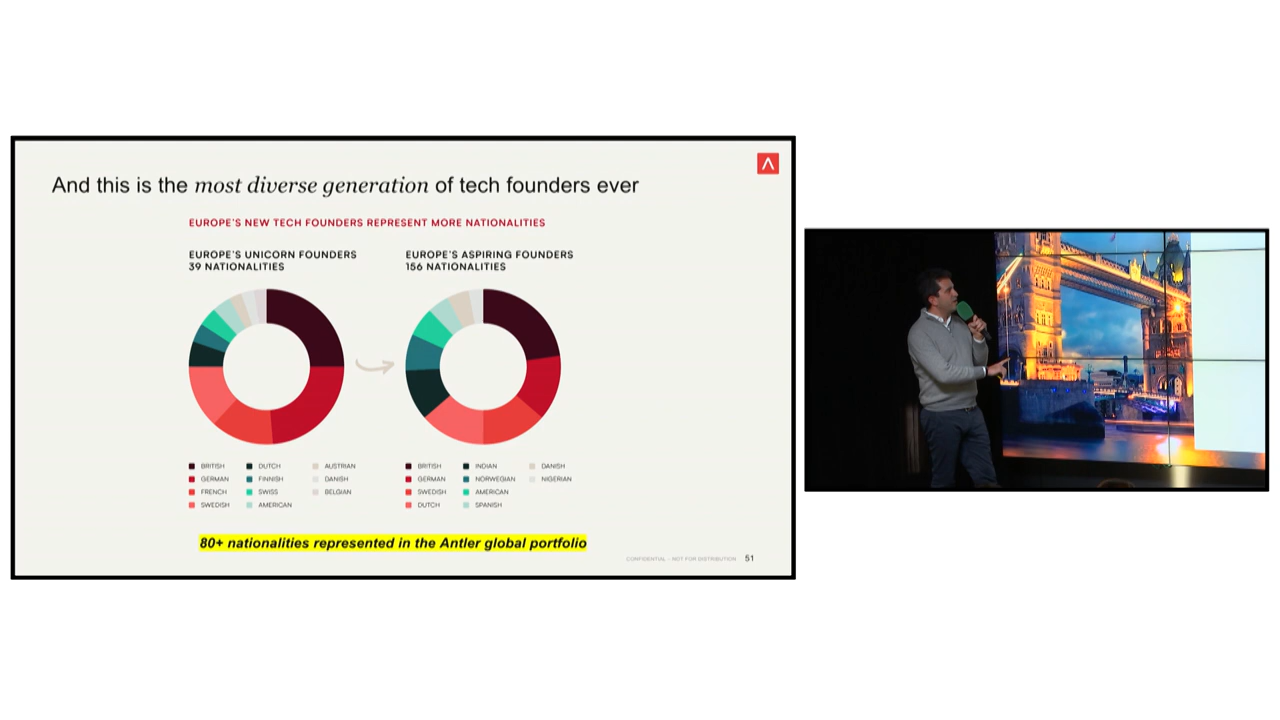 And this is the most diverse generation of tech founders ever
EUROPE'S NEW TECH FOUNDERS REPRESENT MORE NATIONALITIES
EUROPE'S UNICORN FOUNDERS
39 NATIONALITIES
EUROPE'S ASPIRING FOUNDERS
156 NATIONALITIES
BRITISH
GERMAN
FRENCH
SWEDISH
DUTCH
FINNISH
SWISS
AMERICAN
AUSTRIAN
DANISH
BELGIAN
BRITISH
GERMAN
SWEDISH
DUTCH
INDIAN
NORWEGIAN
AMERICAN
SPANISH
DANISH
NIGERIAN
80+ nationalities represented in the Antler global portfolio
CONFIDENTIAL - NOT FOR DISTRIBUTION 51